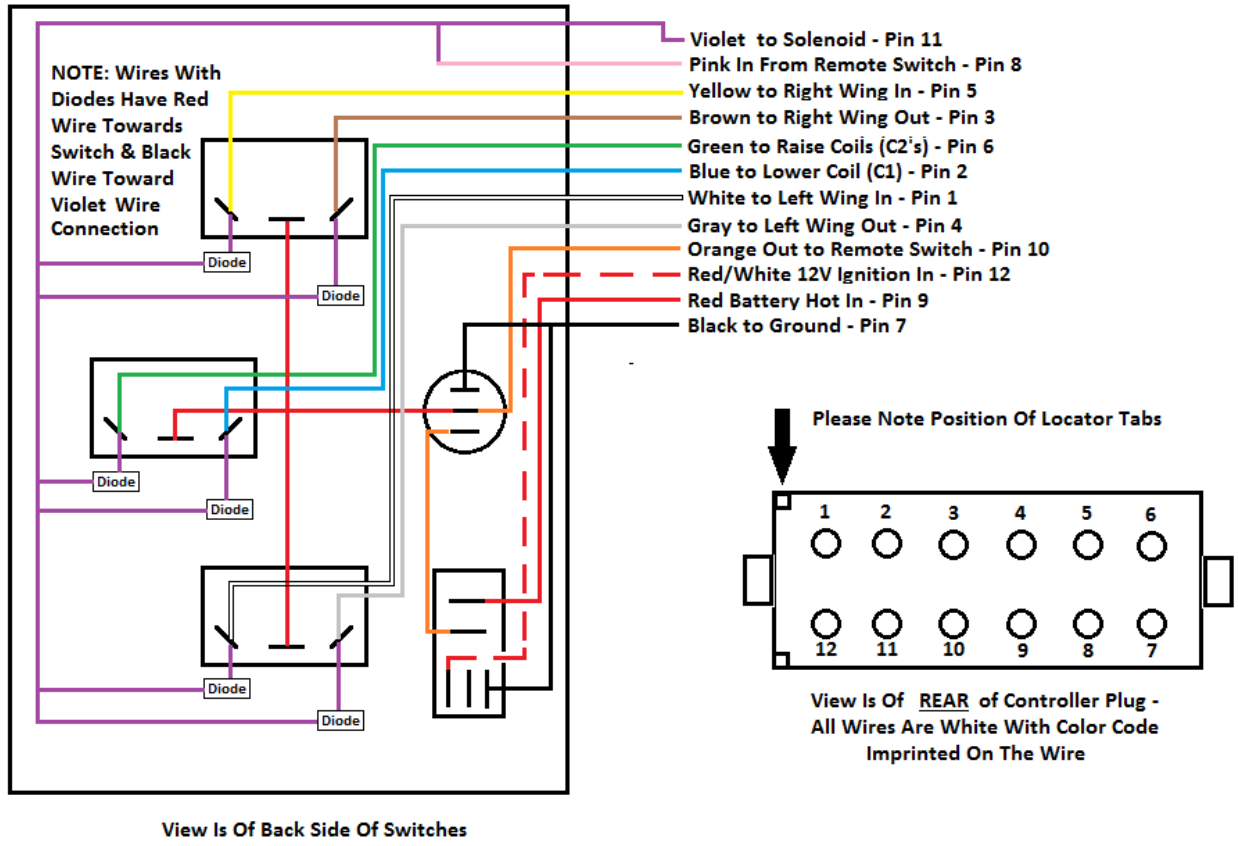 Violet to Solenoid - Pin 11
Pink In From Remote Switch - Pin 8
Yellow to Right Wing In - Pin 5
Brown to Right Wing Out - Pin 3
Green to Raise Coils (C2's) - Pin 6
Blue to Lower Coil (C1) - Pin 2
White to Left Wing In - Pin 1
Gray to Left Wing Out - Pin 4
Orange Out to Remote Switch - Pin 10
Red/White 12V Ignition In - Pin 12
Red Battery Hot In - Pin 9
Black to Ground - Pin 7
NOTE: Wires With
Diodes Have Red
Wire Towards
Switch & Black
Wire Toward
Violet Wire
Connection
Diode
Diode
Diode
Diode
Diode
Diode
Please Note Position Of Locator Tabs
1 2 3 4 5 6
12 11 10 9 8 7
View Is Of REAR of Controller Plug -
All Wires Are White With Color Code
Imprinted On The Wire
View Is Of Back Side Of Switches